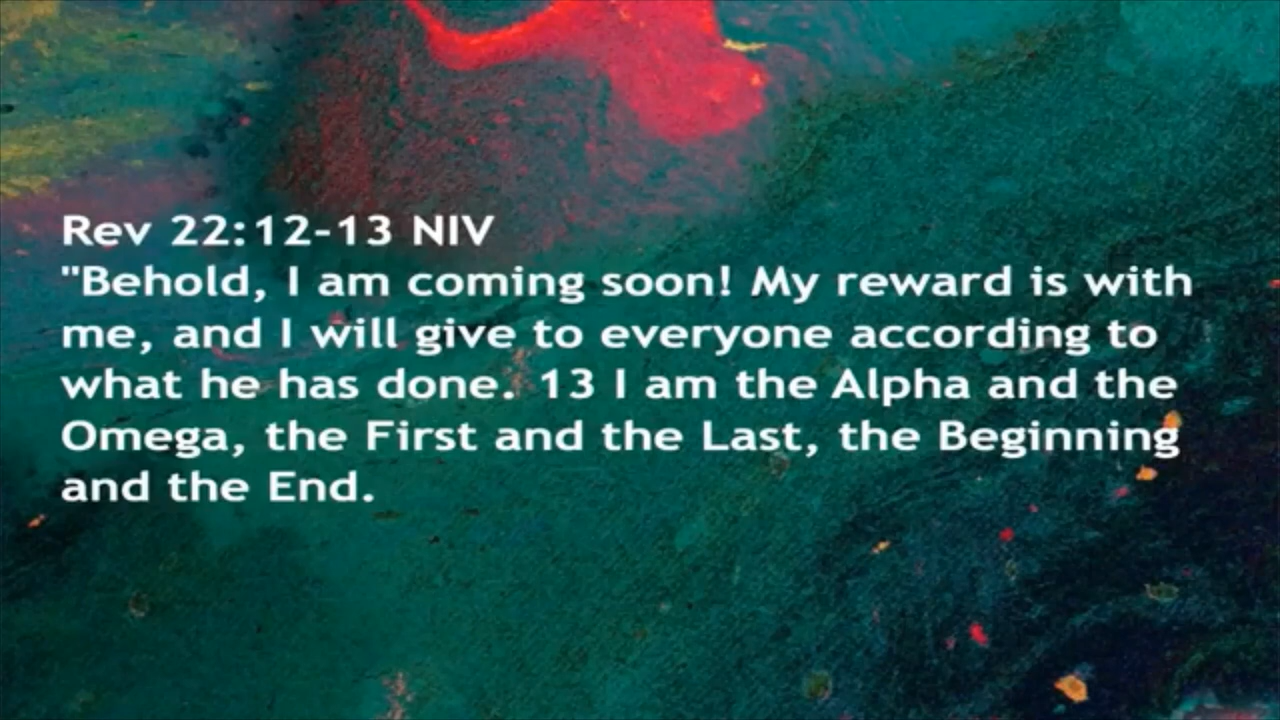 Rev 22:12-13 NIV
"Behold, I am coming soon! My reward is with
me, and I will give to everyone according to
what he has done. 13 I am the Alpha and the
Omega, the First and the Last, the Beginning
and the End.